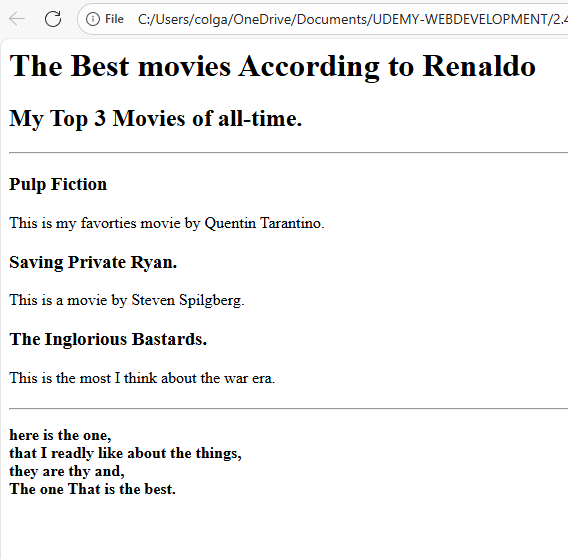 File C:/Users/colga/OneDrive/Documents/UDEMY-WEBDEVELOPMENT/2.4
The Best movies According to Renaldo
My Top 3 Movies of all-time.
Pulp Fiction
This is my favorties movie by Quentin Tarantino.
Saving Private Ryan.
This is a movie by Steven Spilgberg.
The Inglorious Bastards.
This is the most I think about the war era.
here is the one,
that I readly like about the things,
they are thy and,
The one That is the best.